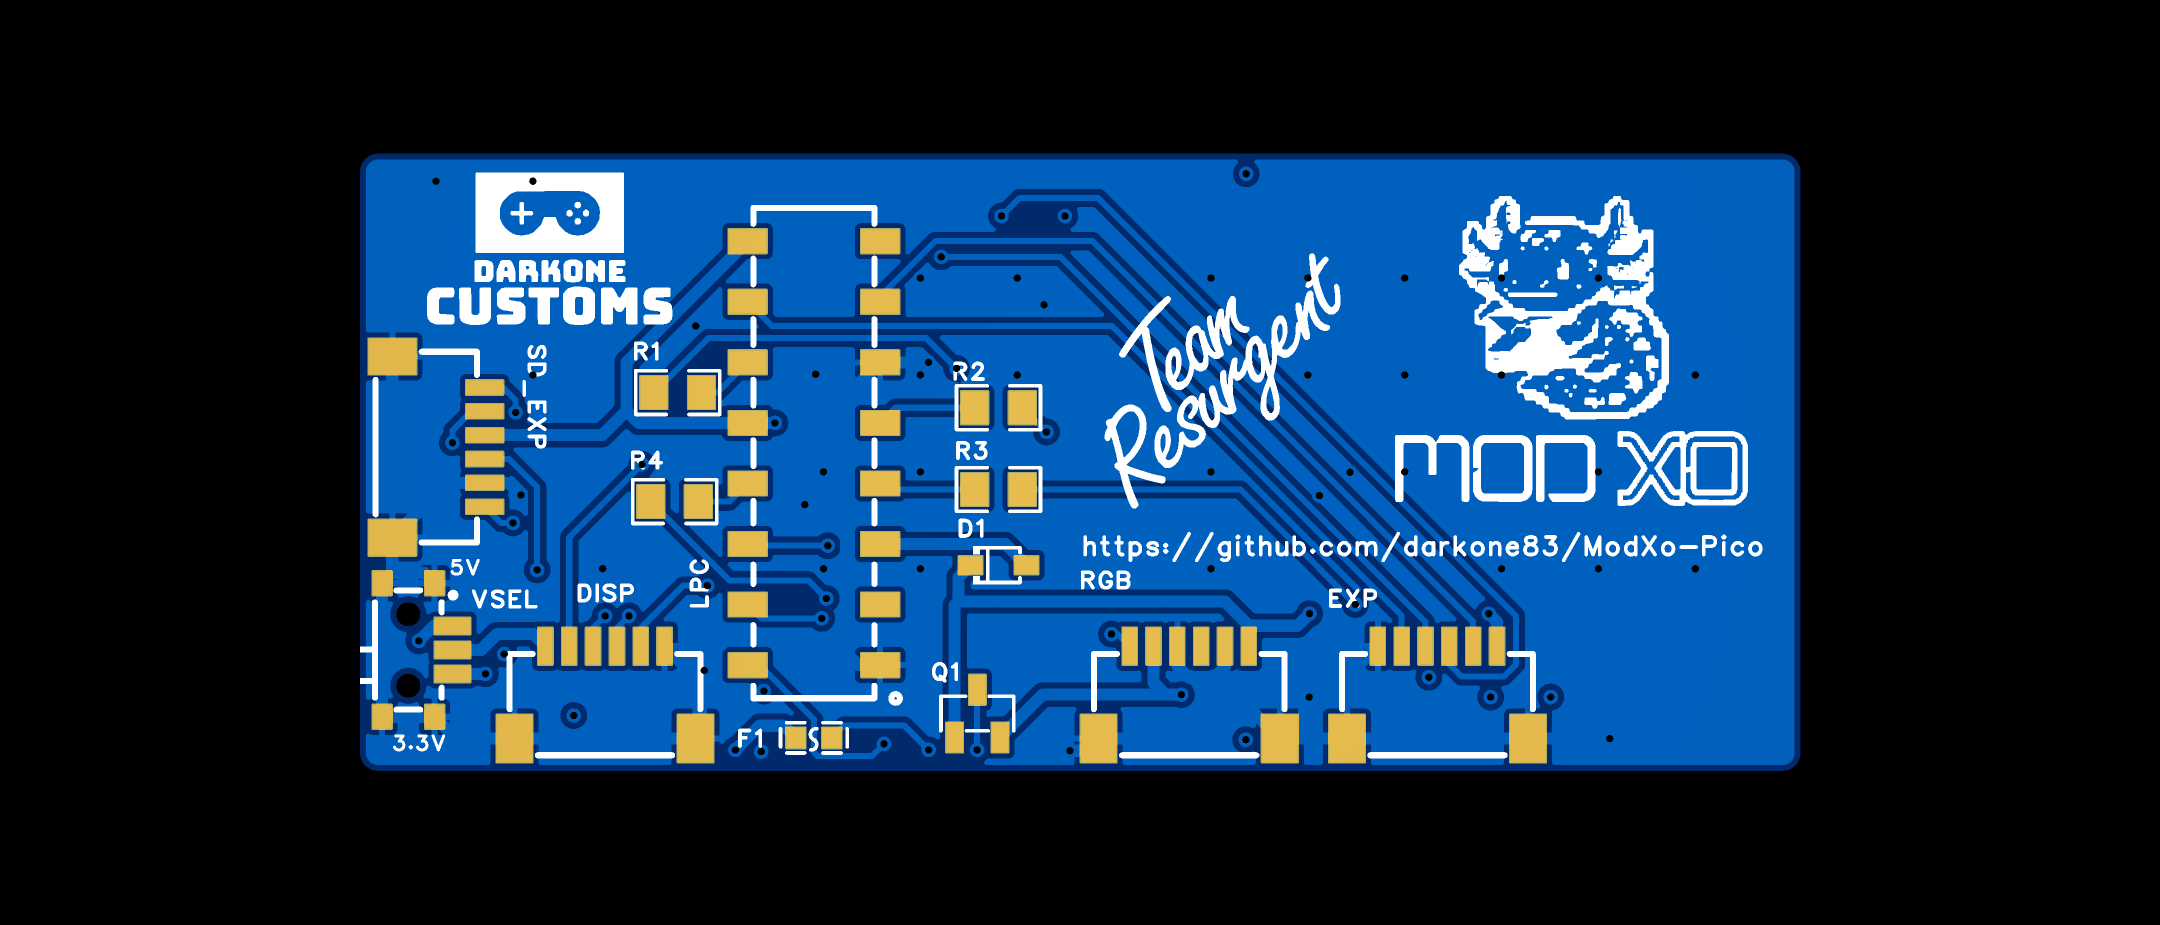 DARKONE
CUSTOMS
SD_EXP
R1
R2
R3
R4
Team
Resurgent
MOD XO
D1
https://github.com/darkone83/ModXo-Pico
RGB
EXP
5V
VSEL
DISP
LPC
3.3V
Q1
F1